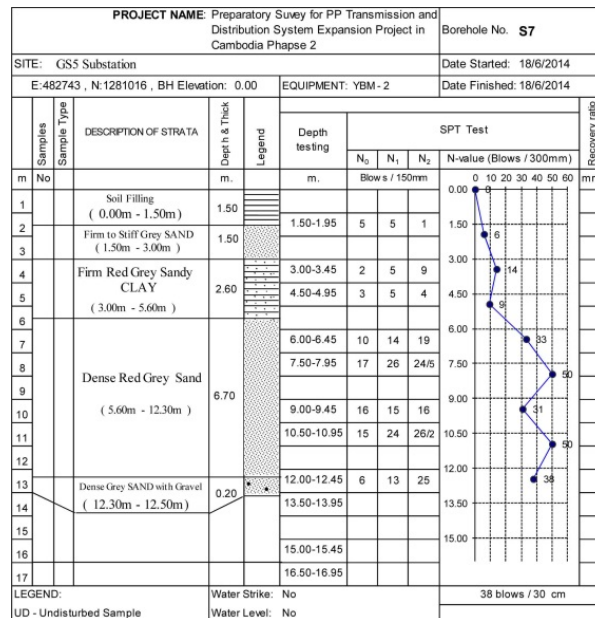 PROJECT NAME: Preparatory Suvey for PP Transmission and
Distribution System Expansion Project in
Cambodia Phapse 2
Borehole No. S7
SITE: GS5 Substation
Date Started: 18/6/2014
E:482743 , N:1281016 , BH Elevation: 0.00
EQUIPMENT: YBM - 2
Date Finished: 18/6/2014
Samples
Sample Type
DESCRIPTION OF STRATA
Depth & Thick
Legend
Depth
testing
SPT Test
Recovery ratio
N0 N1 N2 N-value (Blows / 300mm)
m No m. m. Blows / 150mm mm
0.00 0 10 20 30 40 50 60
0
1
Soil Filling
( 0.00m - 1.50m )
1.50
2
1.50-1.95 5 5 1
1.50
6
Firm to Stiff Grey SAND
( 1.50m - 3.00m )
1.50
3
3.00
4
Firm Red Grey Sandy
CLAY
( 3.00m - 5.60m )
2.60
3.00-3.45 2 5 9
14
5
4.50-4.95 3 5 4
4.50
9
6
6.00
7
6.00-6.45 10 14 19
33
8
7.50-7.95 17 26 24/5
7.50
50
Dense Red Grey Sand
( 5.60m - 12.30m )
6.70
9
9.00
10
9.00-9.45 16 15 16
31
11
10.50-10.95 15 24 26/2
10.50
50
12
12.00
13
Dense Grey SAND with Gravel
( 12.30m - 12.50m )
0.20
12.00-12.45 6 13 25
38
14
13.50-13.95
13.50
15
15.00
16
15.00-15.45
17
16.50-16.95
LEGEND:
Water Strike: No
38 blows / 30 cm
UD - Undisturbed Sample
Water Level: No